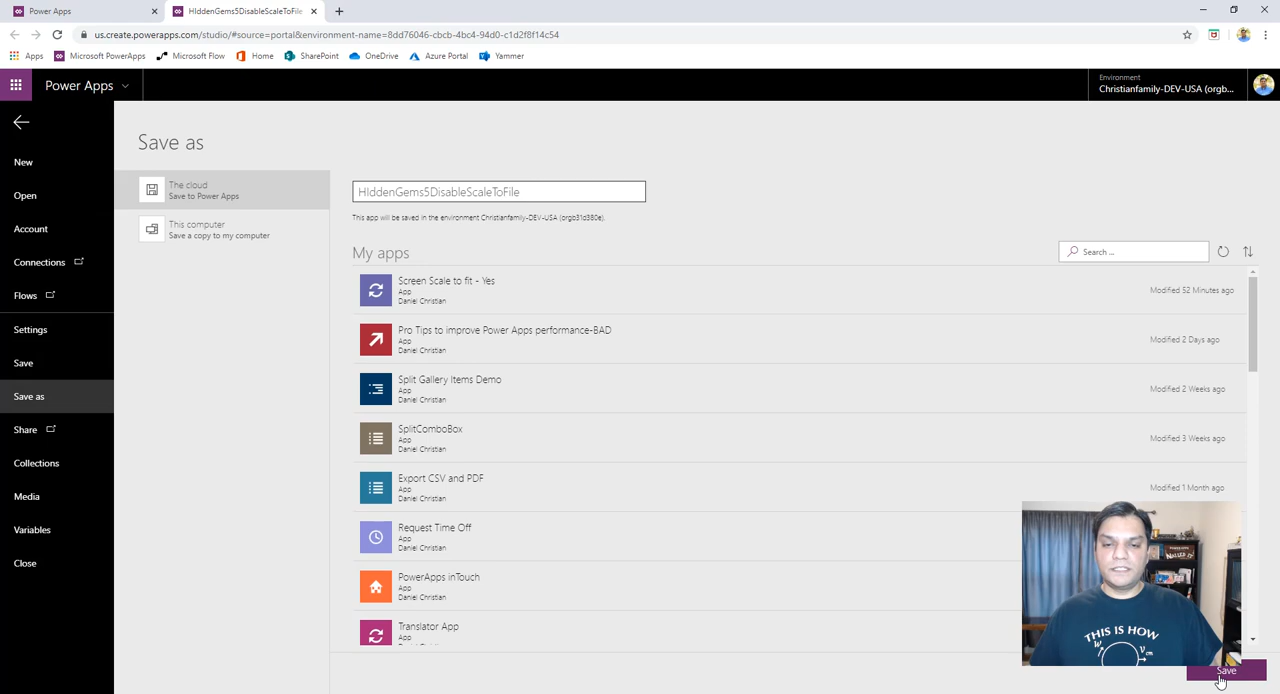 Power Apps
HIddenGems5DisableScaleToFile
us.create.powerapps.com/studio/#source=portal&environment-name=8dd76046-cbcb-4bc4-94d0-c1d2f8f14c54
Apps Microsoft PowerApps Microsoft Flow Home SharePoint OneDrive Azure Portal Yammer
Power Apps
Environment
Christianfamily-DEV-USA (orgb...
New
Open
Account
Connections
Flows
Settings
Save
Save as
Share
Collections
Media
Variables
Close
Save as
The cloud
Save to Power Apps
This computer
Save a copy to my computer
HIddenGems5DisableScaleToFile
This app will be saved in the environment Christianfamily-DEV-USA (orgb31d380e).
My apps
Search ...
Screen Scale to fit - Yes
App
Daniel Christian
Modified 52 Minutes ago
Pro Tips to improve Power Apps performance-BAD
App
Daniel Christian
Modified 2 Days ago
Split Gallery Items Demo
App
Daniel Christian
Modified 2 Weeks ago
SplitComboBox
App
Daniel Christian
Modified 3 Weeks ago
Export CSV and PDF
App
Daniel Christian
Modified 1 Month ago
Request Time Off
App
Daniel Christian
PowerApps inTouch
App
Daniel Christian
Translator App
App
THIS IS HOW
Save